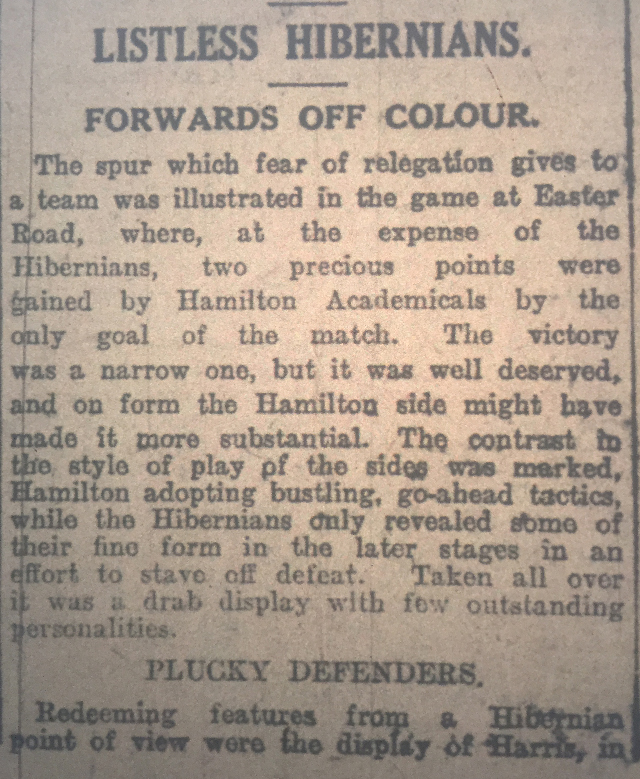 LISTLESS HIBERNIANS.
FORWARDS OFF COLOUR.
The spur which fear of relegation gives to
a team was illustrated in the game at Easter
Road, where, at the expense of the
Hibernians, two precious points were
gained by Hamilton Academicals by the
only goal of the match. The victory
was a narrow one, but it was well deserved,
and on form the Hamilton side might have
made it more substantial. The contrast in
the style of play of the sides was marked,
Hamilton adopting bustling, go-ahead tactics,
while the Hibernians only revealed some of
their fine form in the later stages in an
effort to stave off defeat. Taken all over
it was a drab display with few outstanding
personalities.
PLUCKY DEFENDERS.
Redeeming features from a Hibernian
point of view were the display of Harris, in